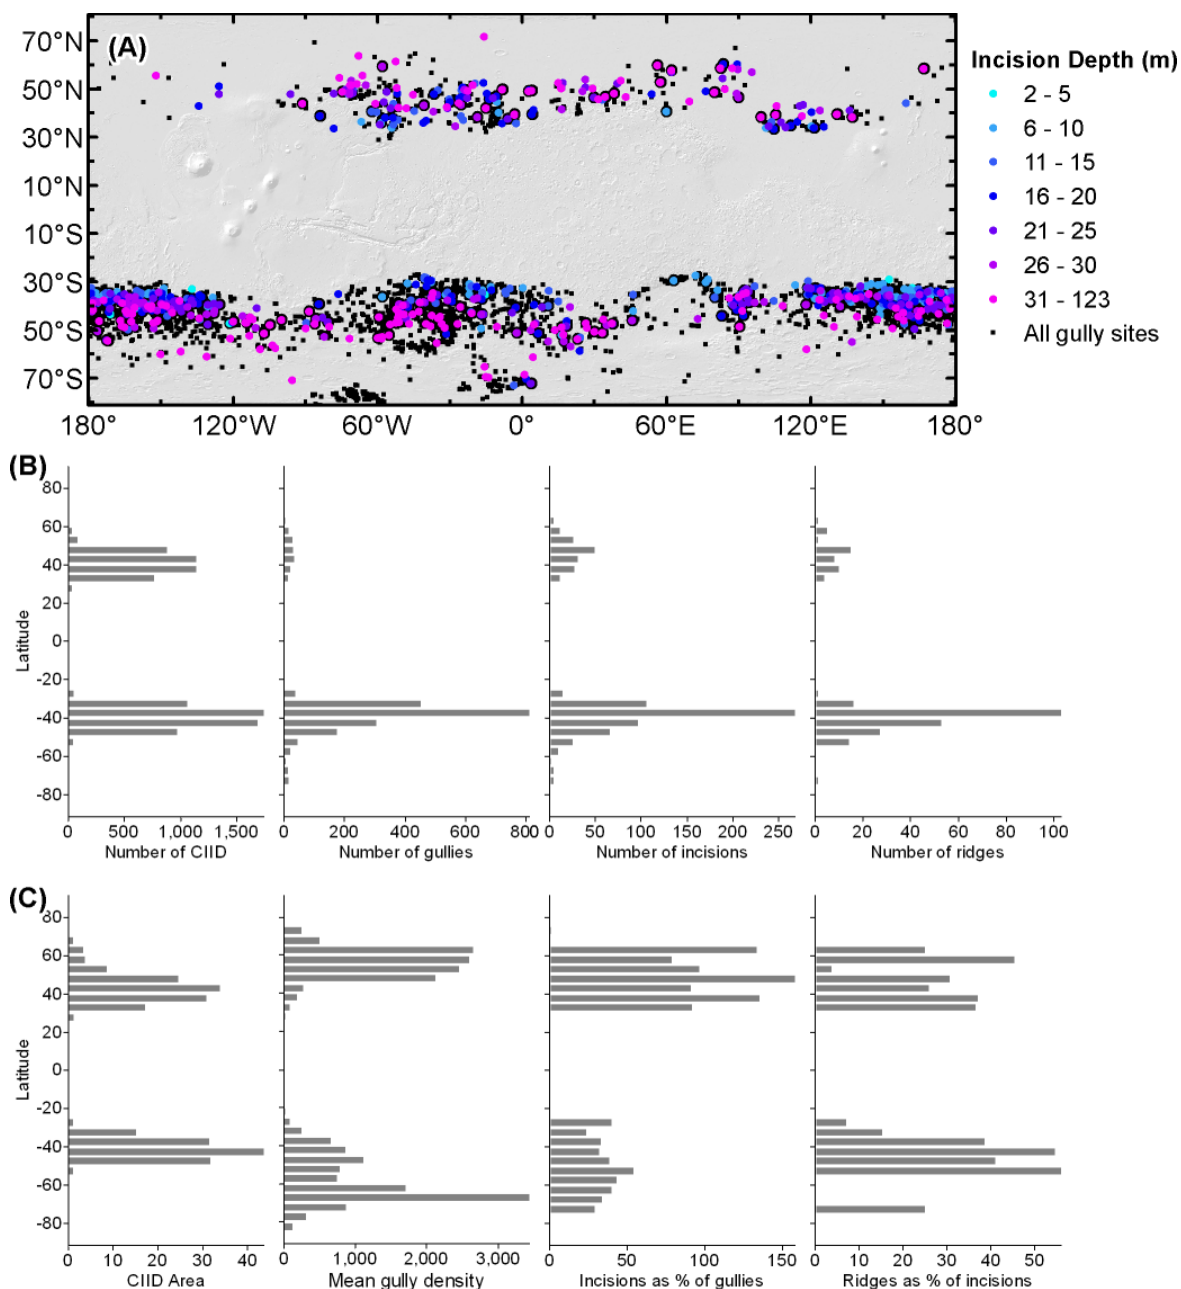 (A)
70°N
50°N
30°N
10°N
10°S
30°S
50°S
70°S
180° 120°W 60°W 0° 60°E 120°E 180°
Incision Depth (m)
2 - 5
6 - 10
11 - 15
16 - 20
21 - 25
26 - 30
31 - 123
All gully sites
(B)
Latitude
80
60
40
20
0
-20
-40
-60
-80
0 500 1,000 1,500
Number of CIID
0 200 400 600 800
Number of gullies
0 50 100 150 200 250
Number of incisions
0 20 40 60 80 100
Number of ridges
(C)
Latitude
80
60
40
20
0
-20
-40
-60
-80
0 10 20 30 40
CIID Area
0 1,000 2,000 3,000
Mean gully density
0 50 100 150
Incisions as % of gullies
0 10 20 30 40 50
Ridges as % of incisions